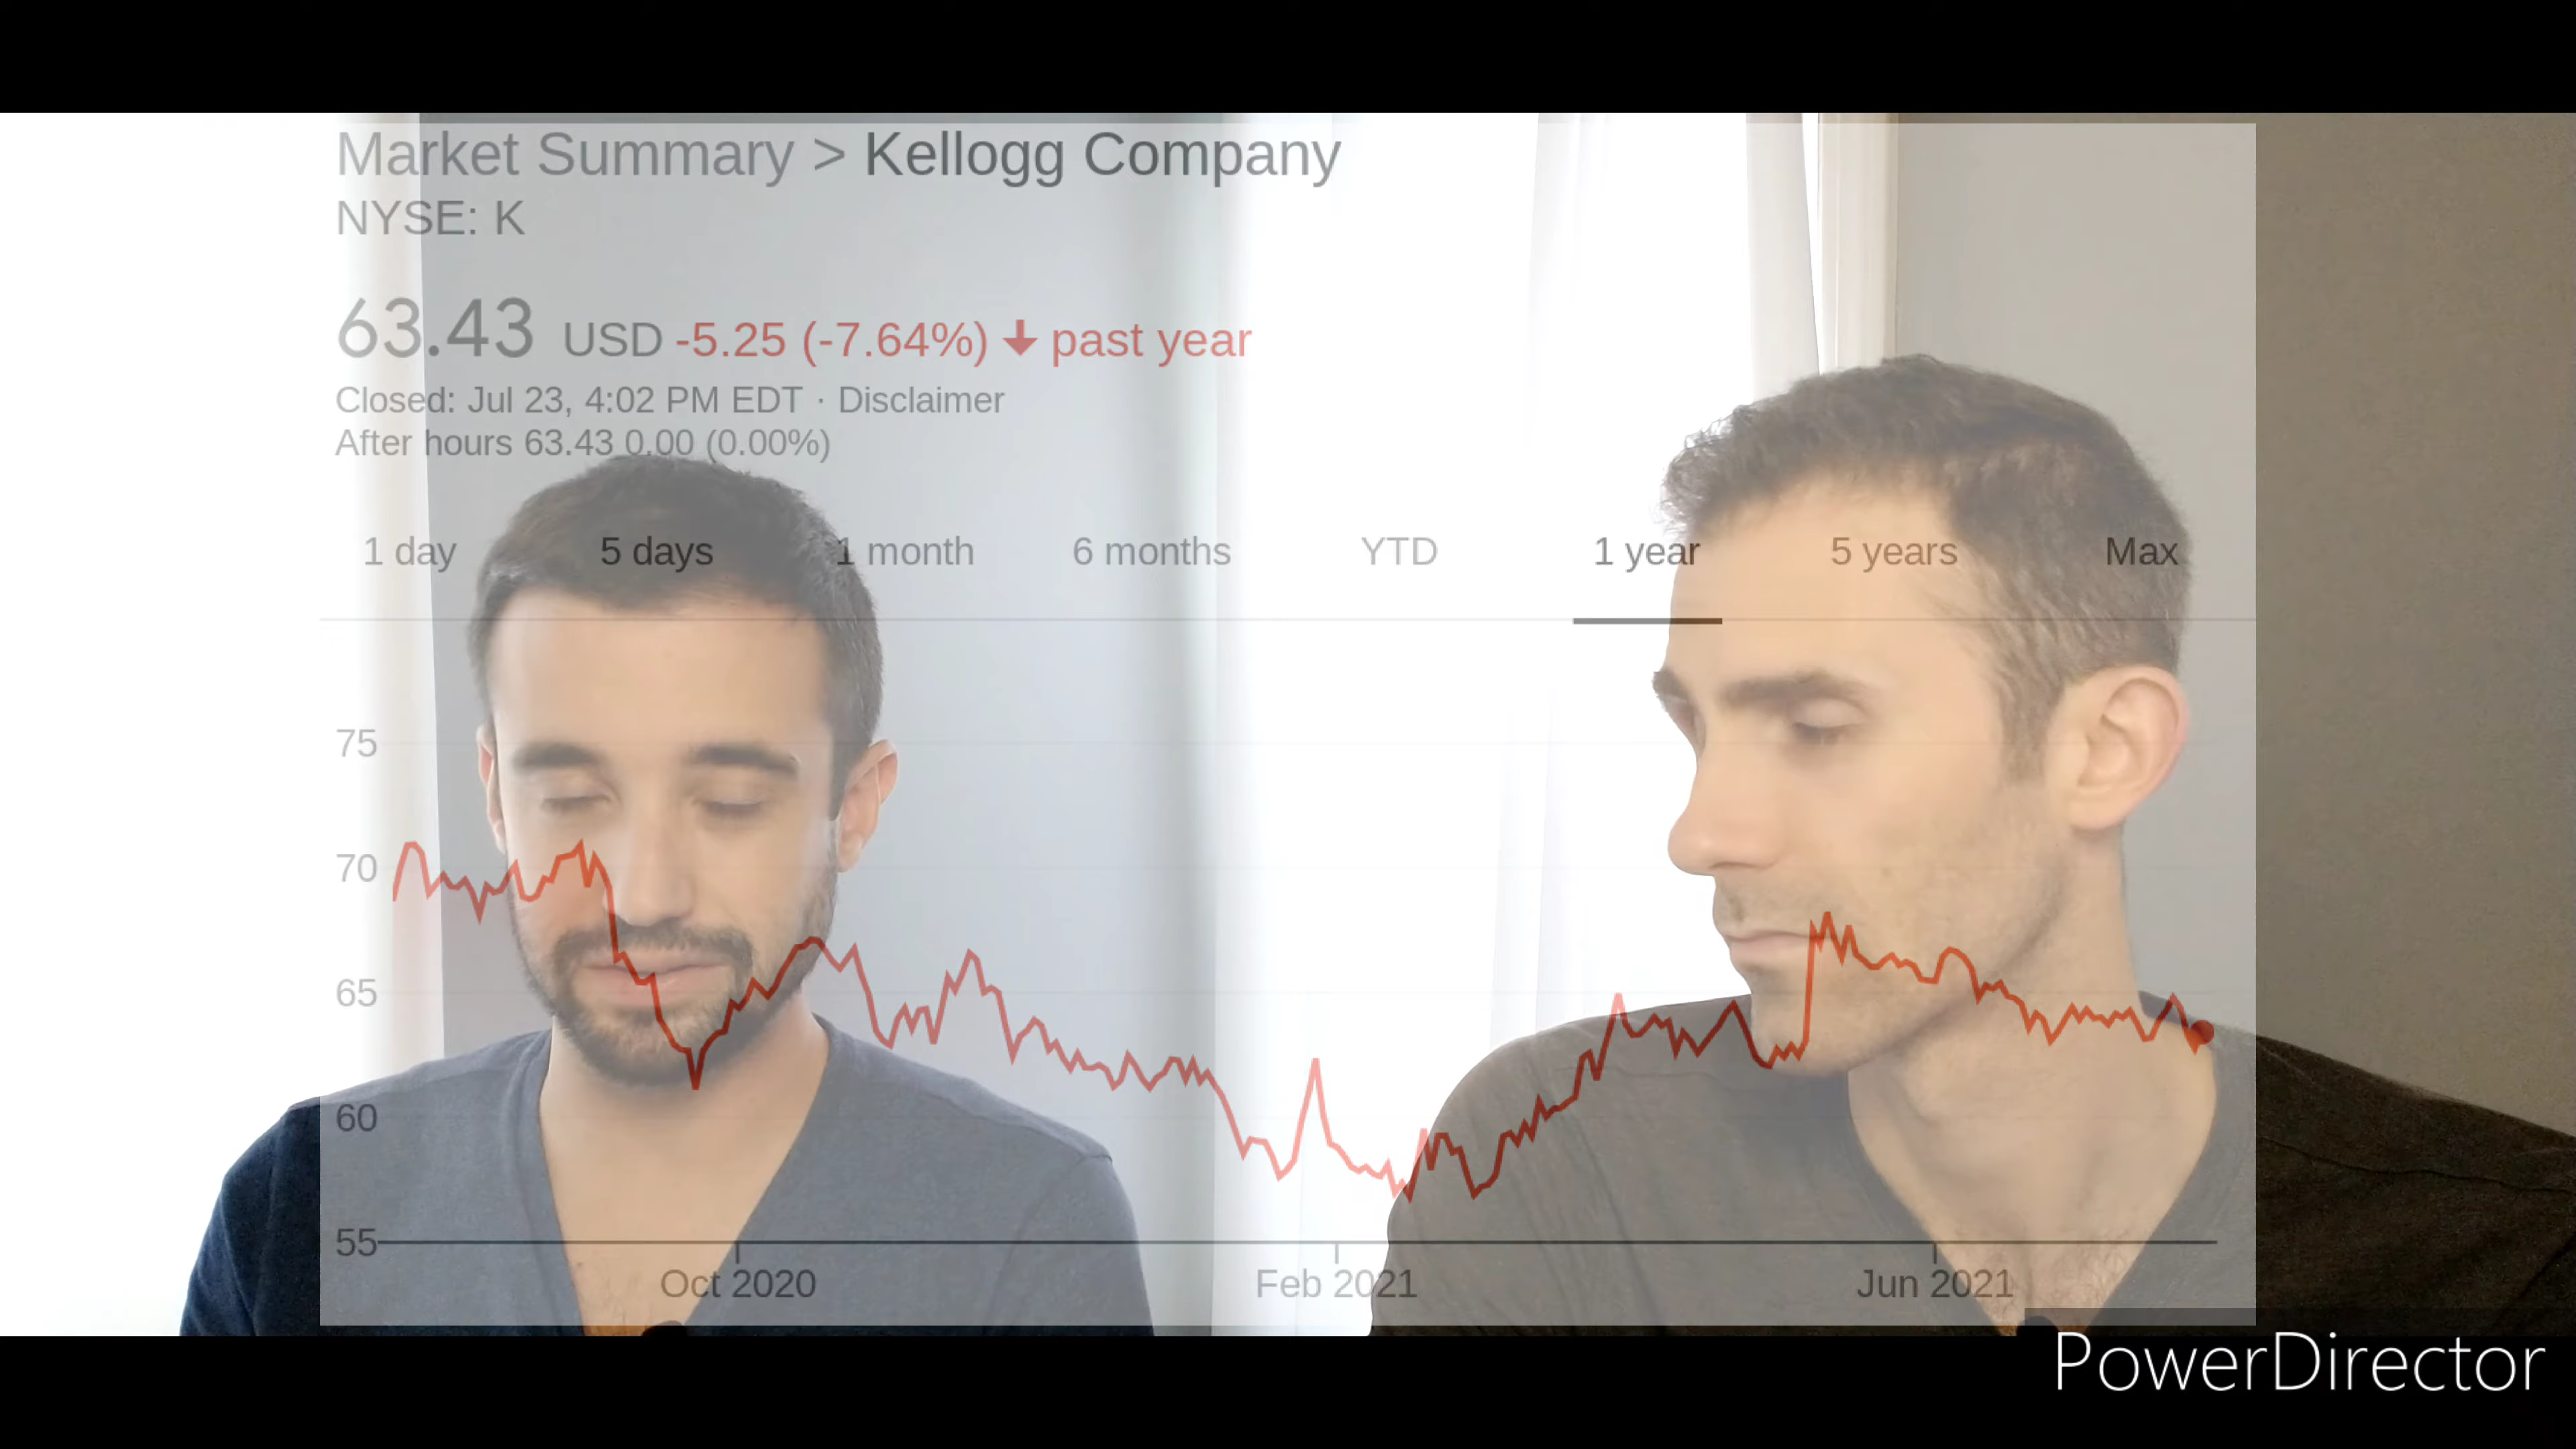 Market Summary > Kellogg Company
NYSE: K
63.43 USD -5.25 (-7.64%) ↓ past year
Closed: Jul 23, 4:02 PM EDT · Disclaimer
After hours 63.43 0.00 (0.00%)
1 day 5 days 1 month 6 months YTD 1 year 5 years Max
75
70
65
60
55
Oct 2020 Feb 2021 Jun 2021
PowerDirector